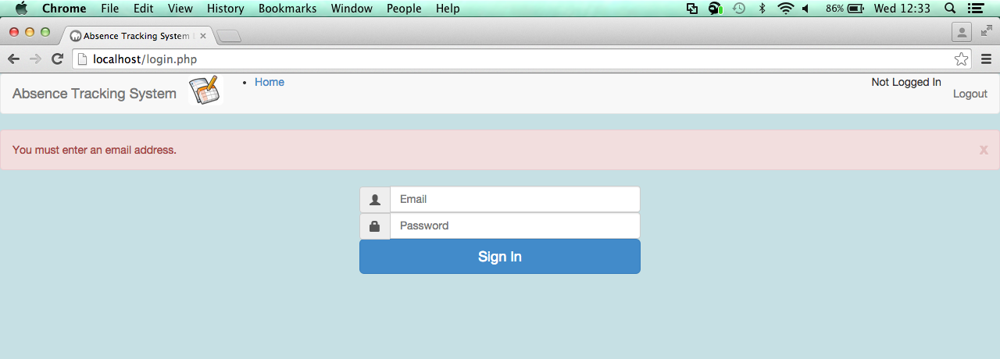 Chrome File Edit View History Bookmarks Window People Help 86% Wed 12:33
Absence Tracking System
localhost/login.php
Absence Tracking System • Home Not Logged In
Logout
You must enter an email address. x
Email
Password
Sign In